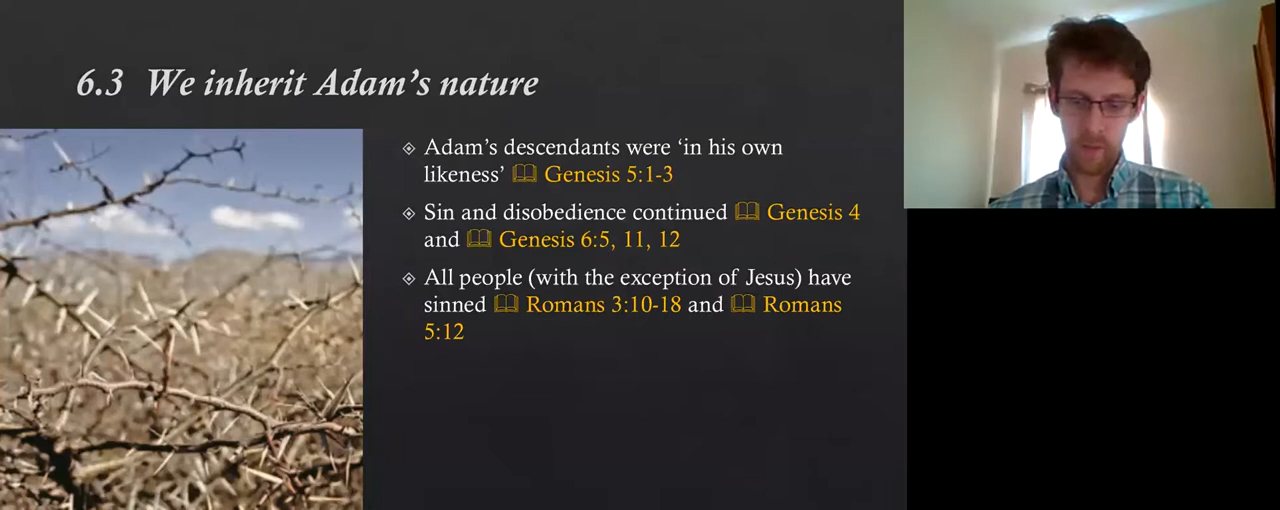 6.3 We inherit Adam’s nature
Adam’s descendants were ‘in his own
likeness’ Genesis 5:1-3
Sin and disobedience continued Genesis 4
and Genesis 6:5, 11, 12
All people (with the exception of Jesus) have
sinned Romans 3:10-18 and Romans
5:12